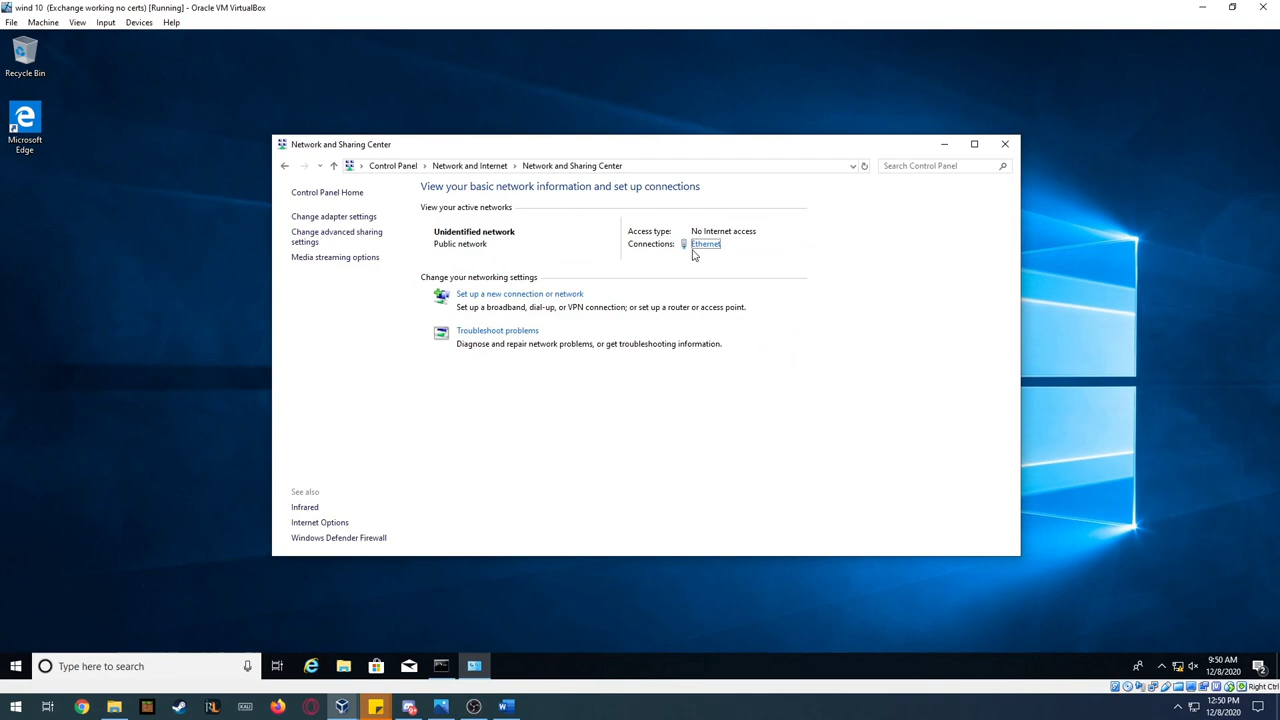 wind 10 (Exchange working no certs) [Running] - Oracle VM VirtualBox
File Machine View Input Devices Help
Recycle Bin
Microsoft
Edge
Network and Sharing Center
Control Panel Network and Internet Network and Sharing Center
Search Control Panel
Control Panel Home
Change adapter settings
Change advanced sharing
settings
Media streaming options
View your basic network information and set up connections
View your active networks
Unidentified network
Public network
Access type: No Internet access
Connections: Ethernet
Change your networking settings
Set up a new connection or network
Set up a broadband, dial-up, or VPN connection; or set up a router or access point.
Troubleshoot problems
Diagnose and repair network problems, or get troubleshooting information.
See also
Infrared
Internet Options
Windows Defender Firewall
Type here to search
9:50 AM
12/8/2020
2
Right Ctrl
KALI
12:50 PM
12/8/2020